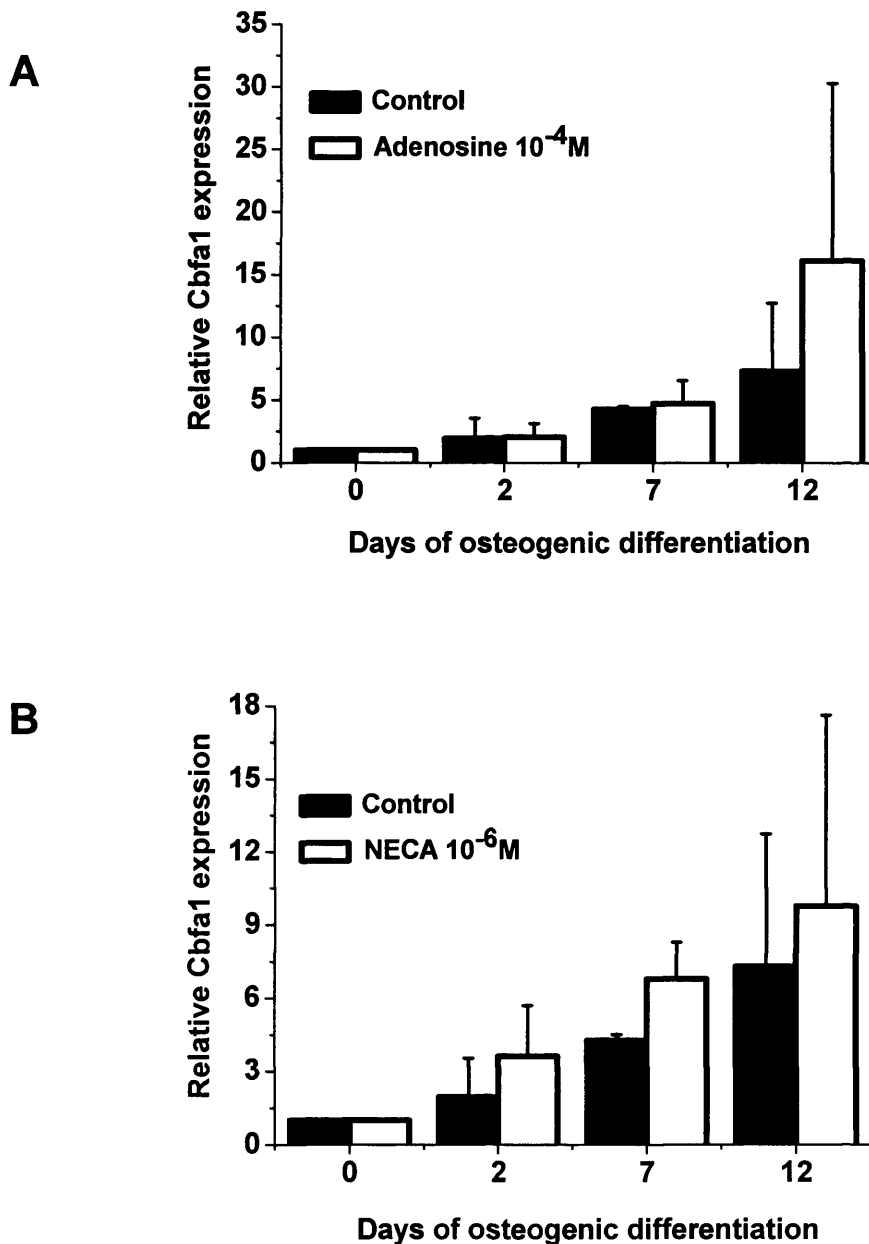 A
Relative Cbfa1 expression
35
30
25
20
15
10
5
0
Control
Adenosine 10⁻⁴M
0 2 7 12
Days of osteogenic differentiation
B
Relative Cbfa1 expression
18
15
12
9
6
3
0
Control
NECA 10⁻⁶M
0 2 7 12
Days of osteogenic differentiation